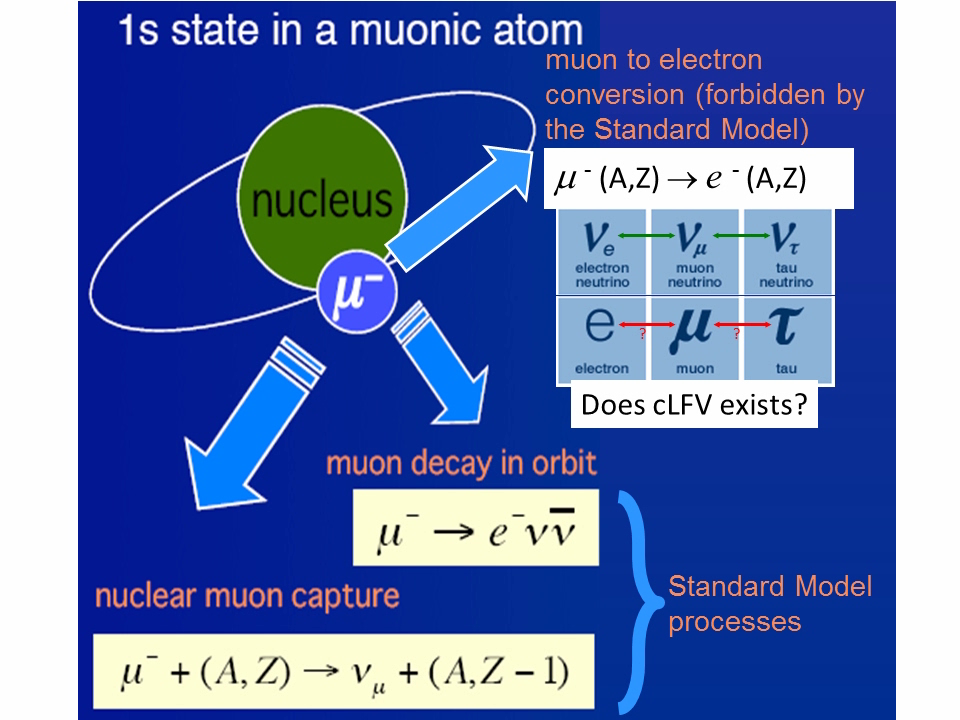 1s state in a muonic atom
muon to electron
conversion (forbidden by
the Standard Model)
μ - (A,Z) → e - (A,Z)
nucleus
μ−
νe
νμ
ντ
electron
neutrino
muon
neutrino
tau
neutrino
e
μ
τ
?
?
electron
muon
tau
Does cLFV exists?
muon decay in orbit
μ− → e−νν̅
nuclear muon capture
μ− + (A, Z) → νμ + (A, Z − 1)
Standard Model
processes